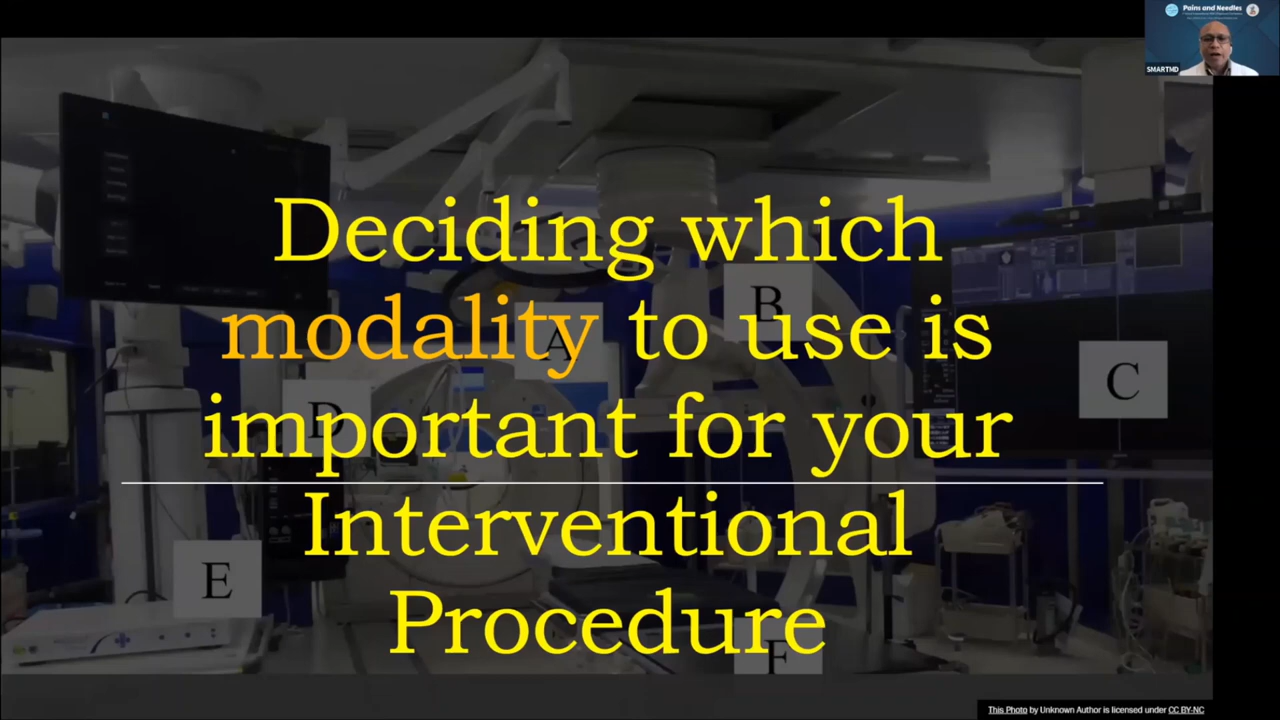 Pains and Needles
SMARTMD
Deciding which
modality to use is
important for your
Interventional
Procedure
A
B
C
D
E
F
This Photo by Unknown Author is licensed under CC BY-NC